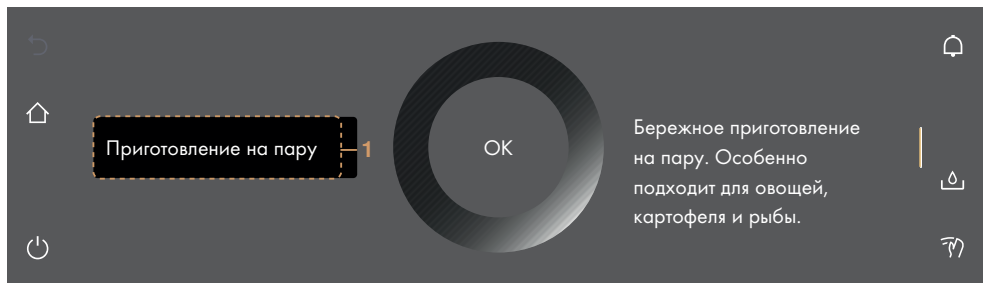 Приготовление на пару
1
OK
Бережное приготовление
на пару. Особенно
подходит для овощей,
картофеля и рыбы.